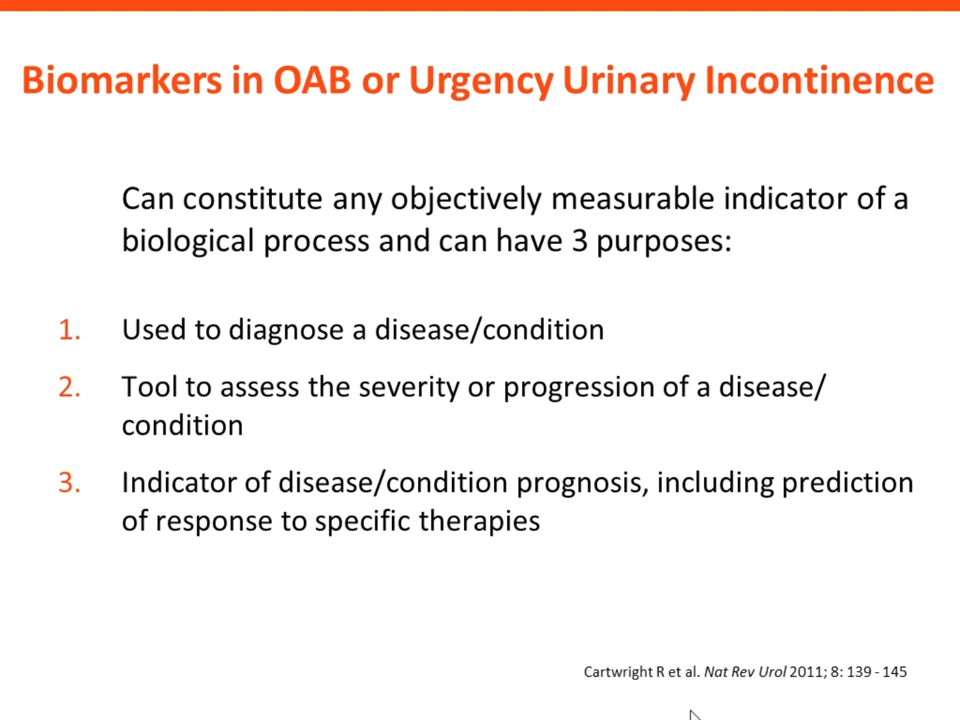 Biomarkers in OAB or Urgency Urinary Incontinence
Can constitute any objectively measurable indicator of a
biological process and can have 3 purposes:
1. Used to diagnose a disease/condition
2. Tool to assess the severity or progression of a disease/
condition
3. Indicator of disease/condition prognosis, including prediction
of response to specific therapies
Cartwright R et al. Nat Rev Urol 2011; 8: 139 - 145